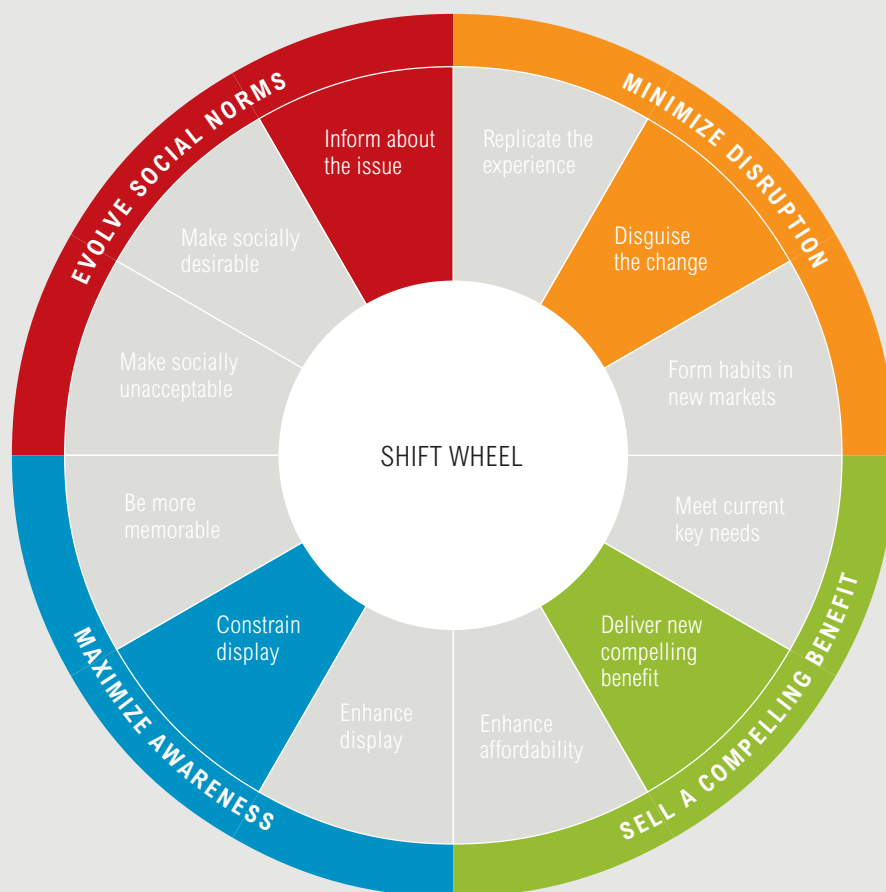 EVOLVE SOCIAL NORMS
MINIMIZE DISRUPTION
Inform about
the issue
Replicate the
experience
Make socially
desirable
Disguise
the change
Make socially
unacceptable
Form habits in
new markets
SHIFT WHEEL
Be more
memorable
Meet current
key needs
Constrain
display
Deliver new
compelling
benefit
Enhance
display
Enhance
affordability
MAXIMIZE AWARENESS
SELL A COMPELLING BENEFIT